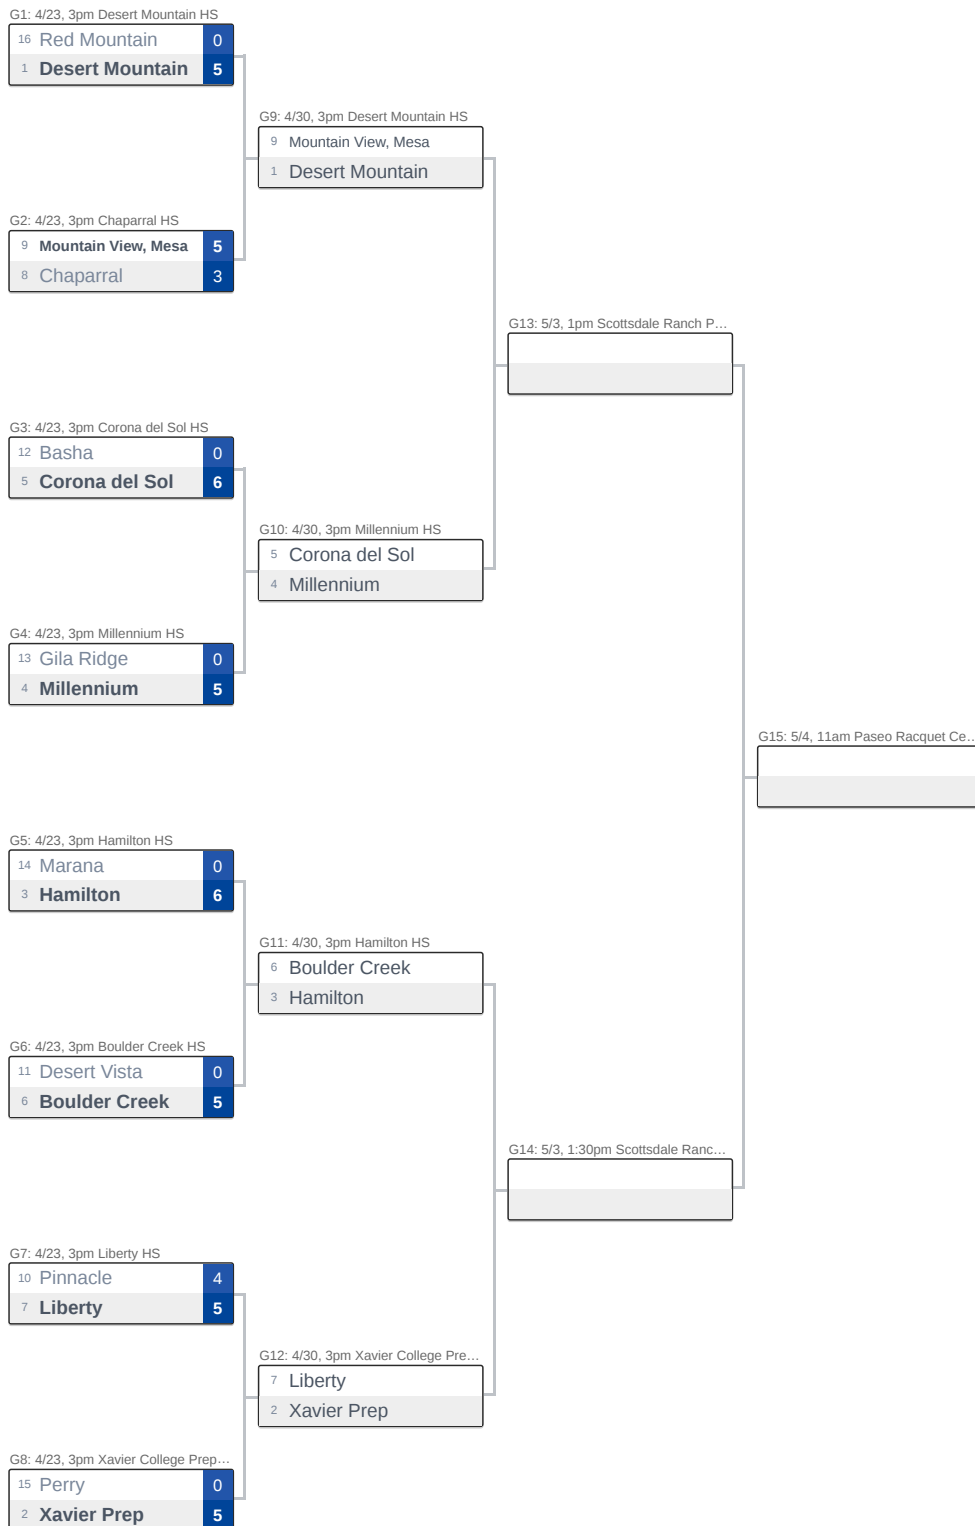 G1: 4/23, 3pm Desert Mountain HS
16 Red Mountain 0
1 Desert Mountain 5
G9: 4/30, 3pm Desert Mountain HS
9 Mountain View, Mesa
1 Desert Mountain
G2: 4/23, 3pm Chaparral HS
9 Mountain View, Mesa 5
8 Chaparral 3
G13: 5/3, 1pm Scottsdale Ranch P...
G3: 4/23, 3pm Corona del Sol HS
12 Basha 0
5 Corona del Sol 6
G10: 4/30, 3pm Millennium HS
5 Corona del Sol
4 Millennium
G4: 4/23, 3pm Millennium HS
13 Gila Ridge 0
4 Millennium 5
G15: 5/4, 11am Paseo Racquet Ce...
G5: 4/23, 3pm Hamilton HS
14 Marana 0
3 Hamilton 6
G11: 4/30, 3pm Hamilton HS
6 Boulder Creek
3 Hamilton
G6: 4/23, 3pm Boulder Creek HS
11 Desert Vista 0
6 Boulder Creek 5
G14: 5/3, 1:30pm Scottsdale Ranc...
G7: 4/23, 3pm Liberty HS
10 Pinnacle 4
7 Liberty 5
G12: 4/30, 3pm Xavier College Pre...
7 Liberty
2 Xavier Prep
G8: 4/23, 3pm Xavier College Prep...
15 Perry 0
2 Xavier Prep 5